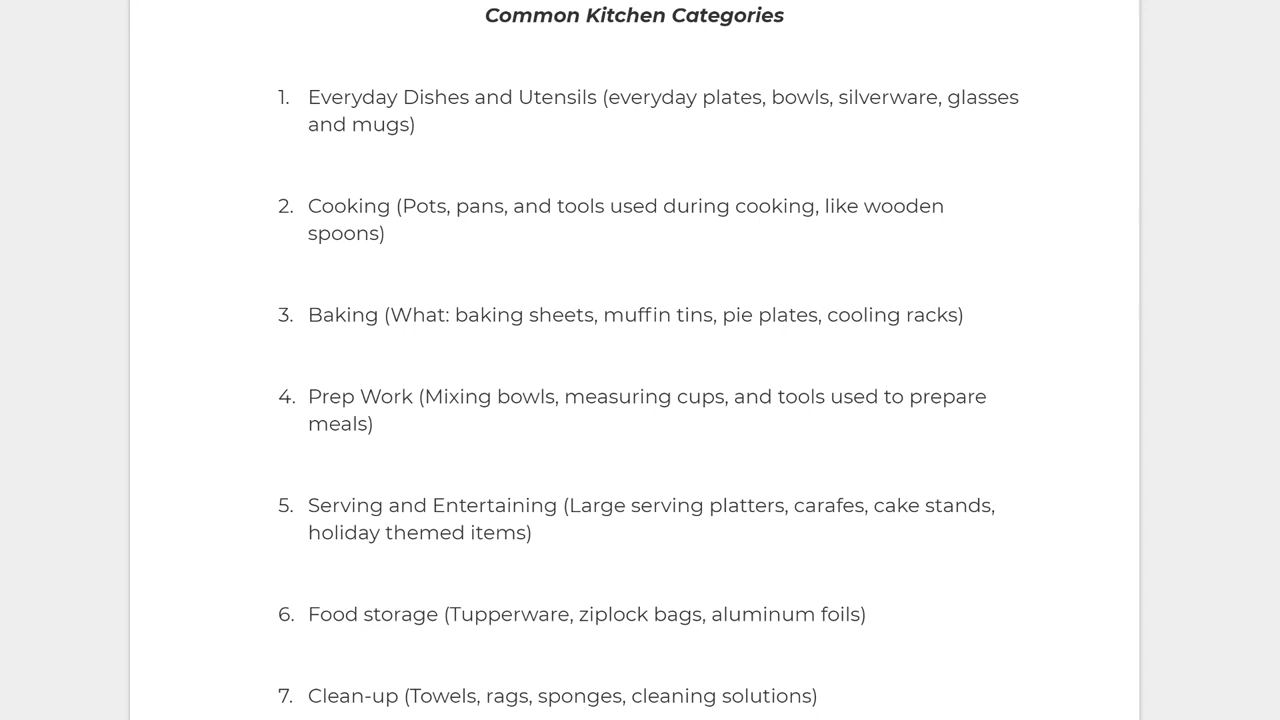 Common Kitchen Categories
1. Everyday Dishes and Utensils (everyday plates, bowls, silverware, glasses
and mugs)
2. Cooking (Pots, pans, and tools used during cooking, like wooden
spoons)
3. Baking (What: baking sheets, muffin tins, pie plates, cooling racks)
4. Prep Work (Mixing bowls, measuring cups, and tools used to prepare
meals)
5. Serving and Entertaining (Large serving platters, carafes, cake stands,
holiday themed items)
6. Food storage (Tupperware, ziplock bags, aluminum foils)
7. Clean-up (Towels, rags, sponges, cleaning solutions)